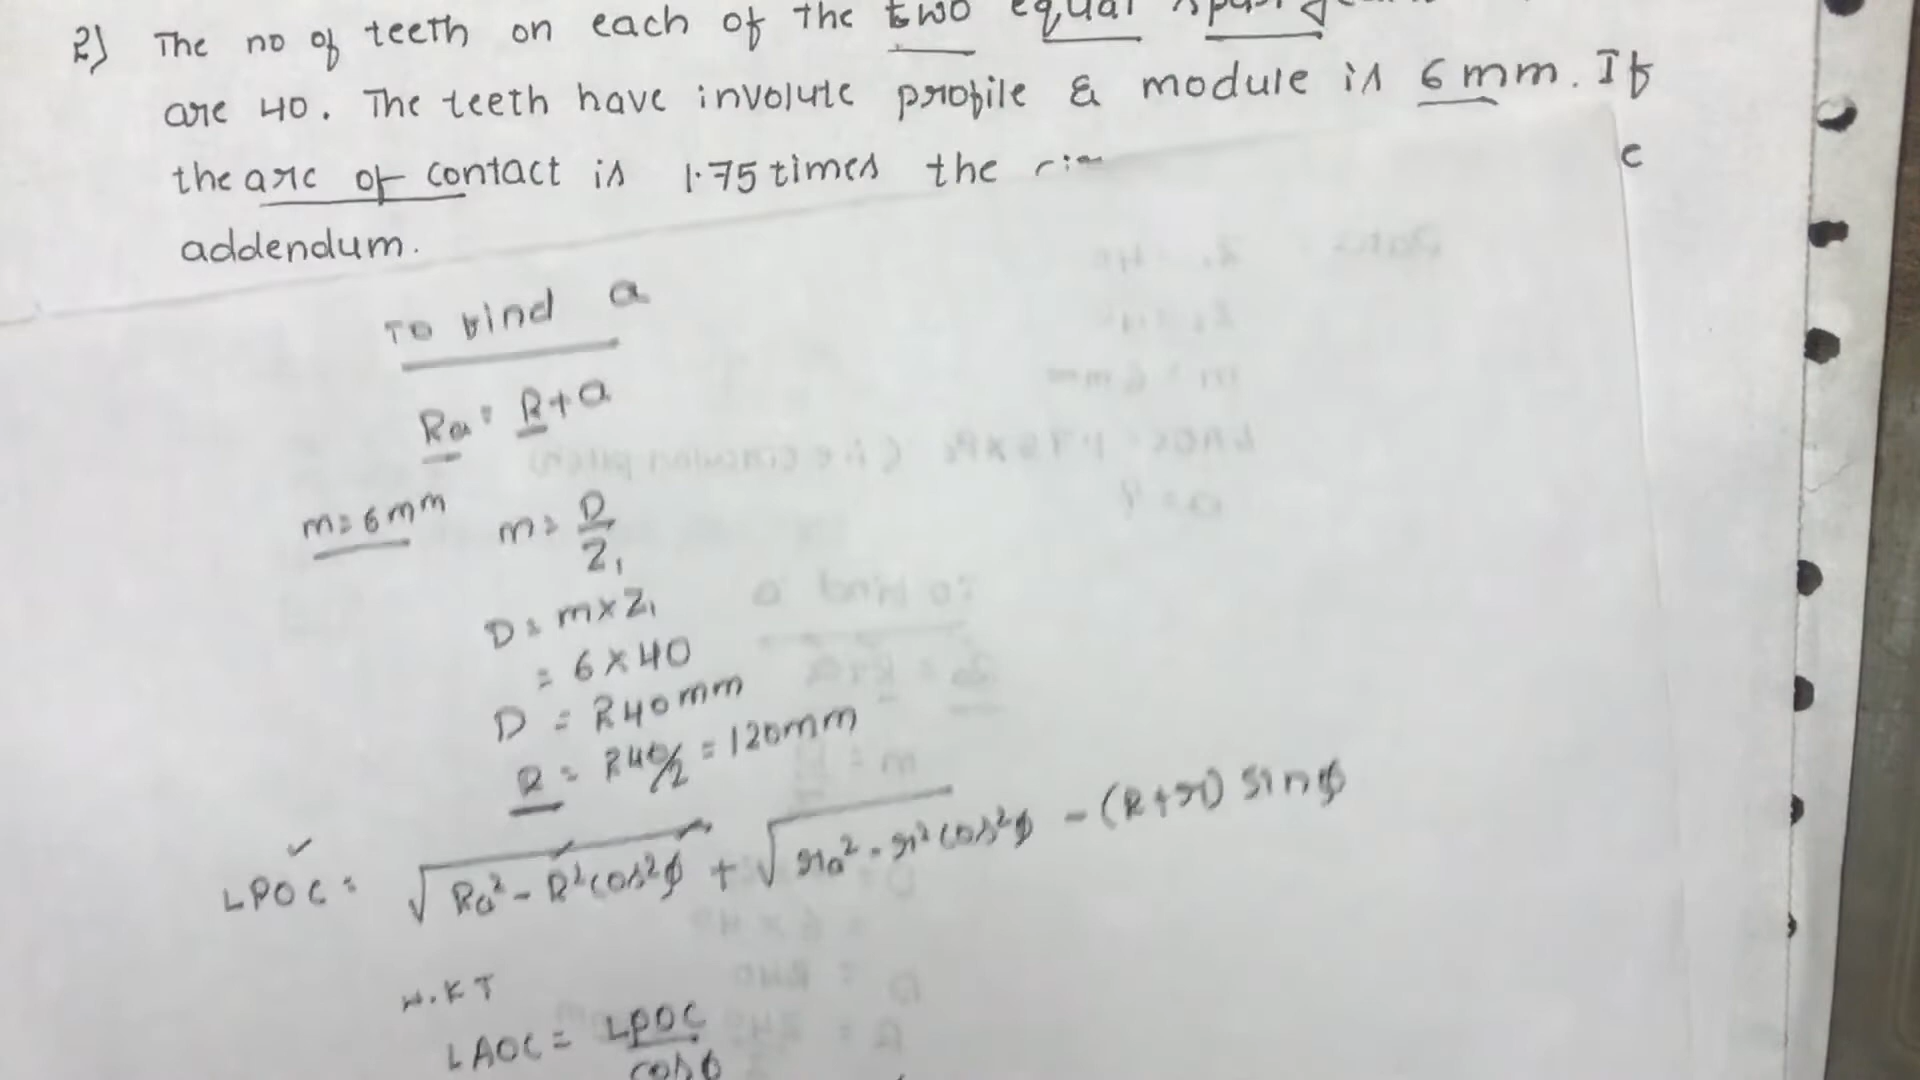 2) The no of teeth on each of the two equal spur
are 40. The teeth have involute profile & module is 6 mm. If
the arc of contact is 1.75 times the
addendum.
To find a
Ra = R+a
m=6mm m= D/Z1
D= m×Z1
= 6×40
D = 240mm
R = 240/2 = 120mm
LPOC = √Ra²-R²cos²ϕ + √ra²-r²cos²ϕ - (R+r) sinϕ
W.K.T
LAOC = LPOC/cosϕ